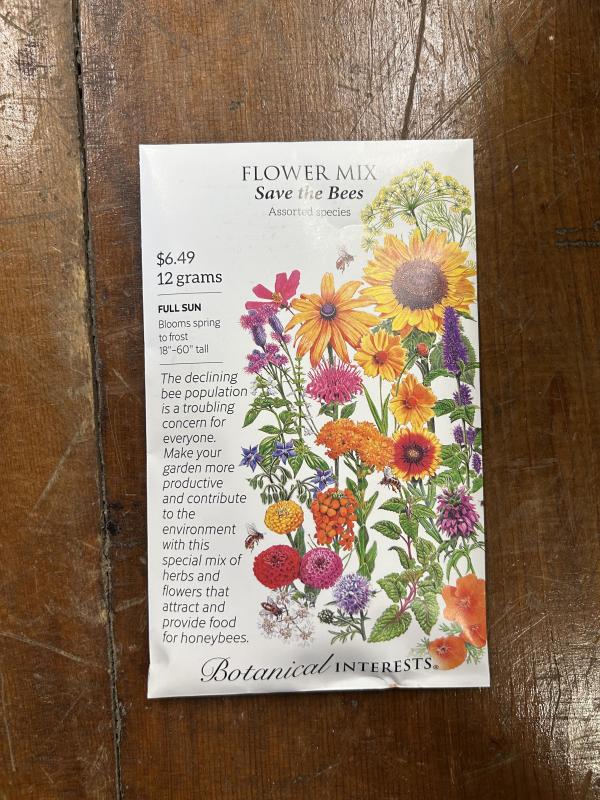 FLOWER MIX
Save the Bees
Assorted species
$6.49
12 grams
FULL SUN
Blooms spring
to frost
18"–60" tall
The declining
bee population
is a troubling
concern for
everyone.
Make your
garden more
productive
and contribute
to the
environment
with this
special mix of
herbs and
flowers that
attract and
provide food
for honeybees.
Botanical INTERESTS®